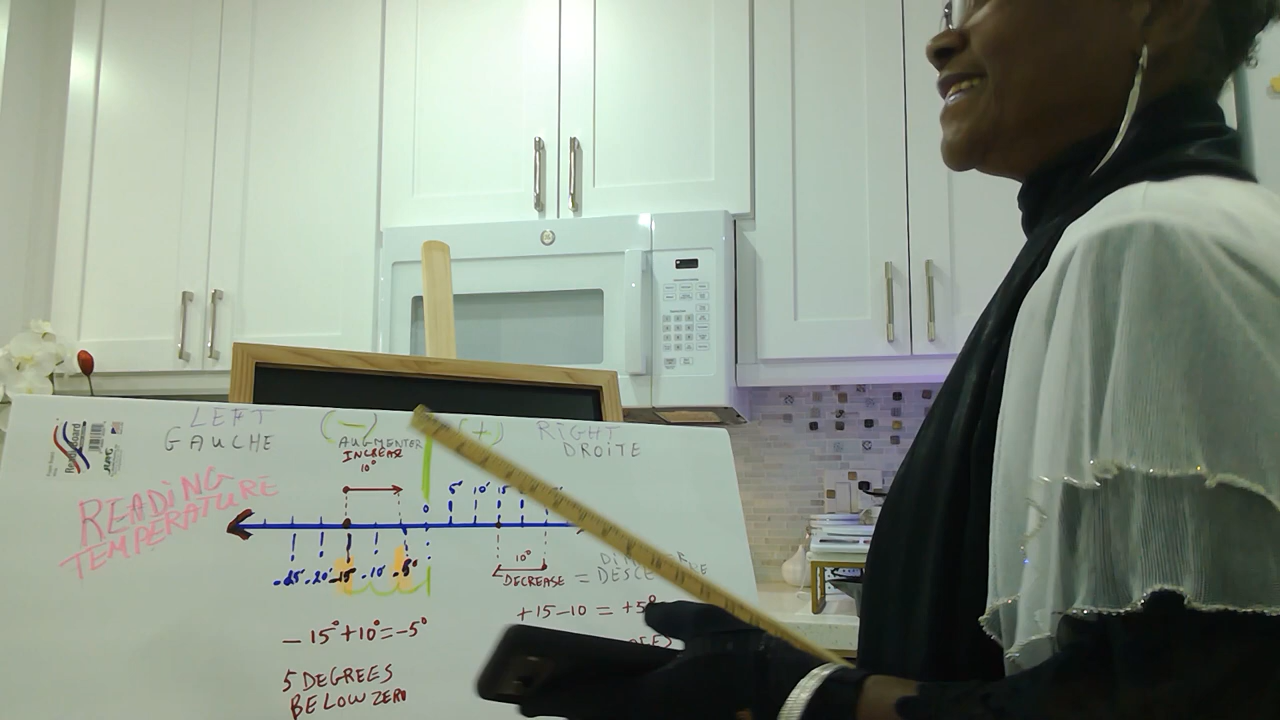 LEFT
GAUCHE
(-)
(+)
RIGHT
DROITE
AUGMENTER
INCREASE
10°
READING
TEMPERATURE
0 5° 10° 15
-25° -20° -15° -10° -5°
10°
DECREASE =
-15°+10°=-5°
+15-10 = +5°
5 DEGREES
BELOW ZERO